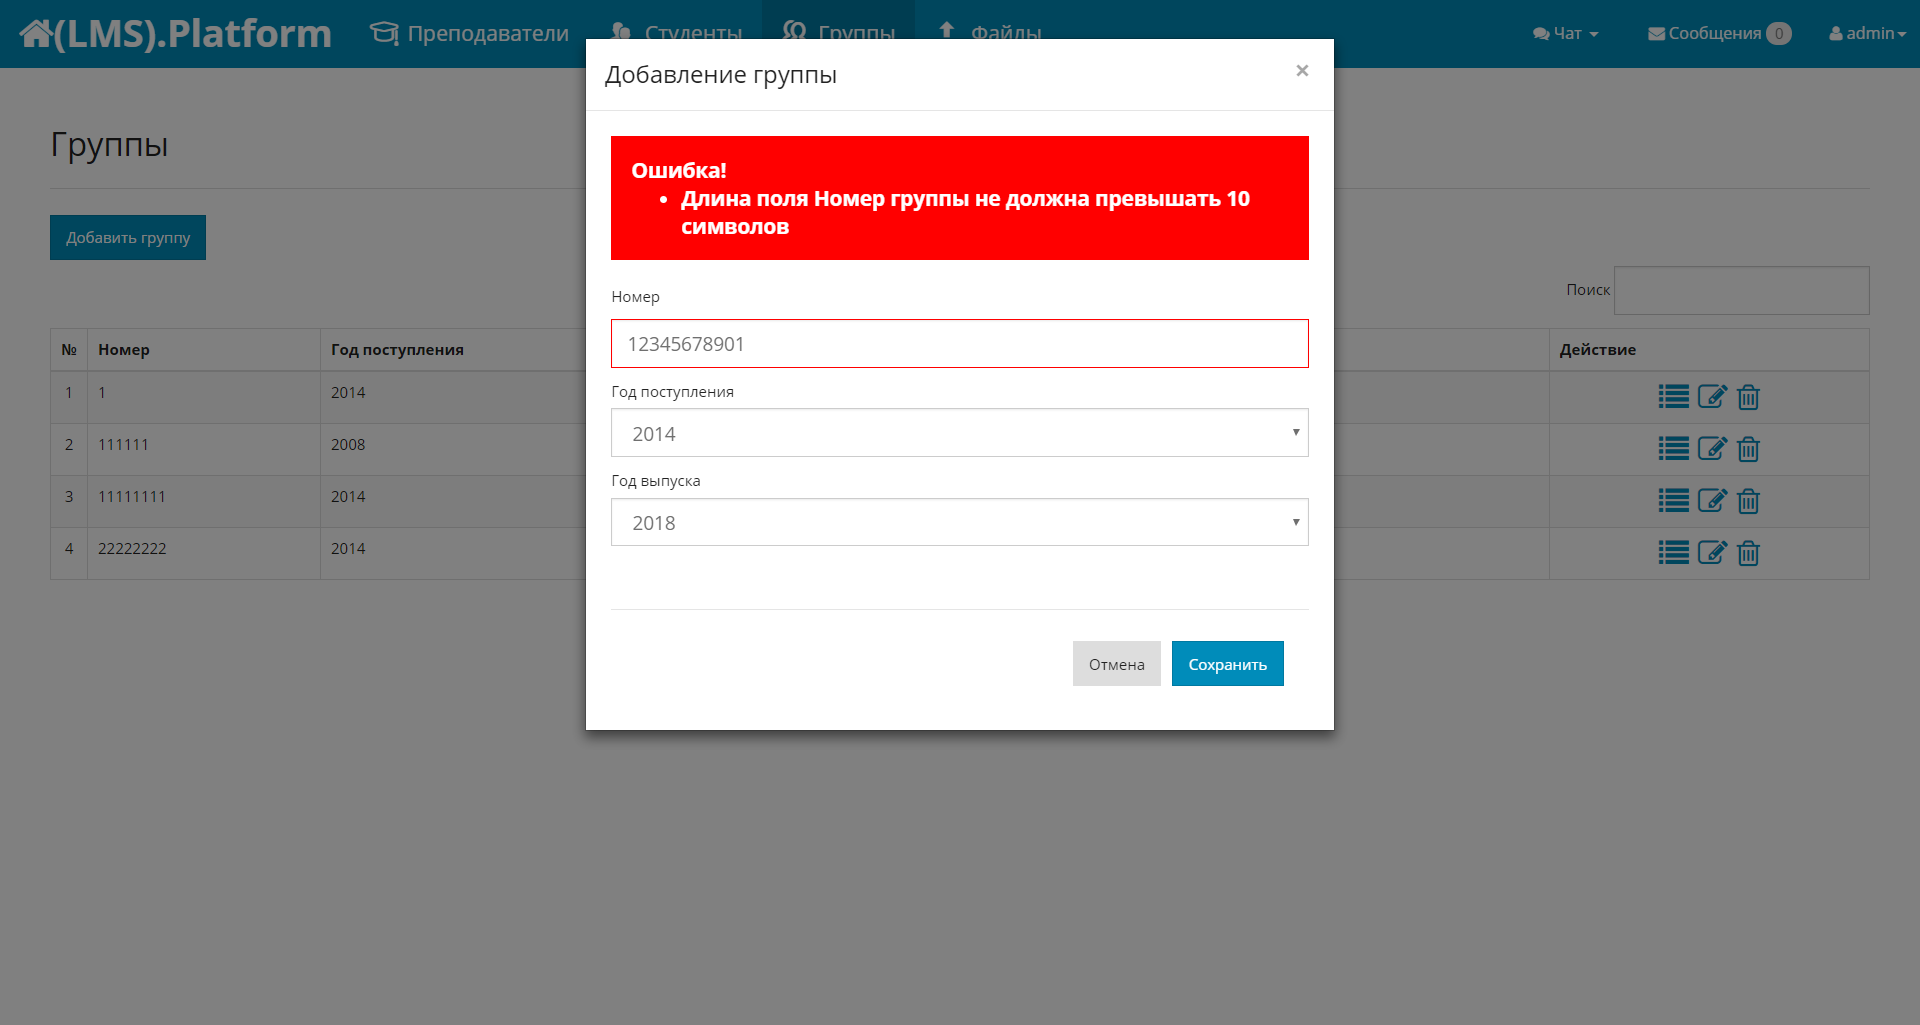 (LMS).Platform
Преподаватели
Студенты
Группы
Файлы
Чат
Сообщения 0
admin
Добавление группы
×
Группы
Ошибка!
• Длина поля Номер группы не должна превышать 10
символов
Добавить группу
Поиск
Номер
12345678901
Год поступления
2014
Год выпуска
2018
Отмена
Сохранить
№ Номер Год поступления Действие
1 1 2014
2 111111 2008
3 11111111 2014
4 22222222 2014